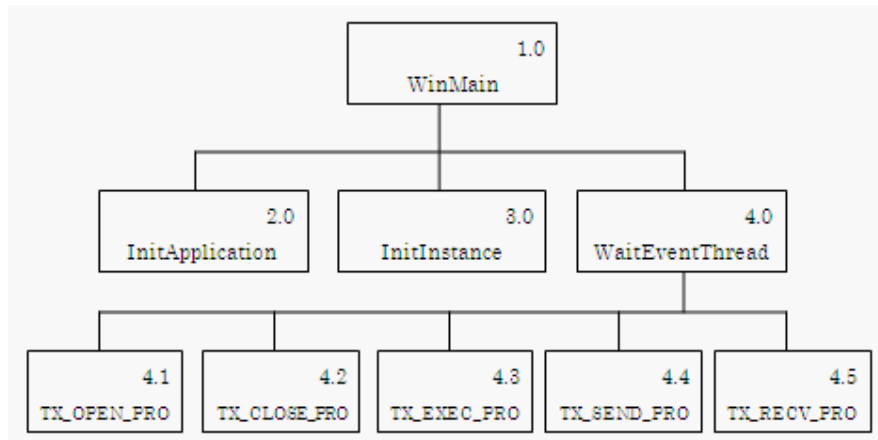 1.0
WinMain
2.0
InitApplication
3.0
InitInstance
4.0
WaitEventThread
4.1
TX_OPEN_PRO
4.2
TX_CLOSE_PRO
4.3
TX_EXEC_PRO
4.4
TX_SEND_PRO
4.5
TX_RECV_PRO